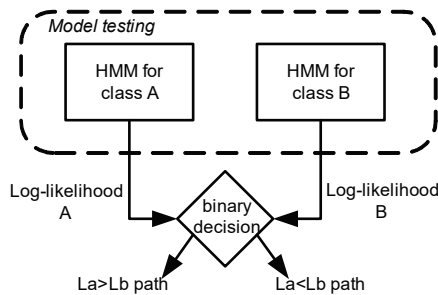 Model testing
HMM for
class A
HMM for
class B
Log-likelihood
A
Log-likelihood
B
binary
decision
La>Lb path
La<Lb path